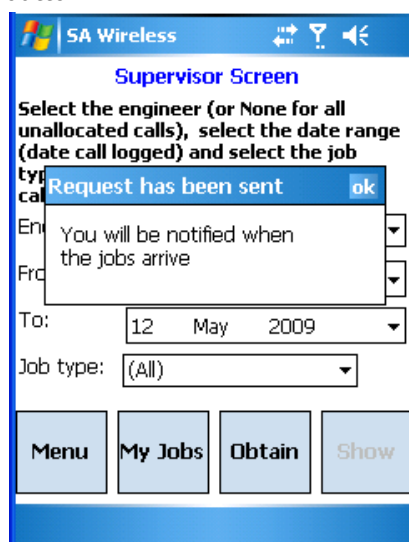 SA Wireless
Supervisor Screen
Select the engineer (or None for all
unallocated calls), select the date range
(date call logged) and select the job
Request has been sent ok
You will be notified when
the jobs arrive
To: 12 May 2009
Job type: (All)
Menu My Jobs Obtain Show